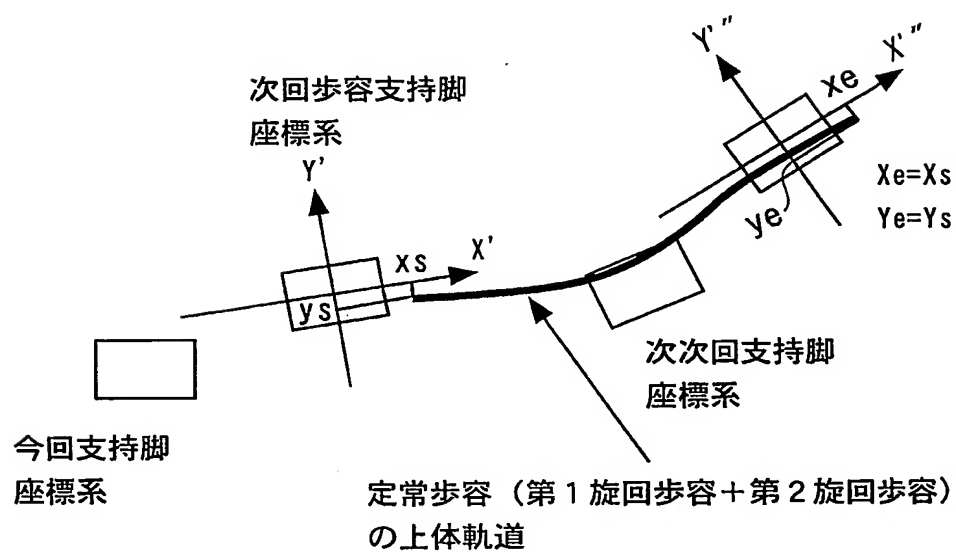 Y'"
X'"
xe
次回歩容支持脚
座標系
Y'
Xe=Xs
ye
Ye=Ys
X'
xs
ys
次次回支持脚
座標系
今回支持脚
座標系
定常歩容（第１旋回歩容＋第２旋回歩容）
の上体軌道